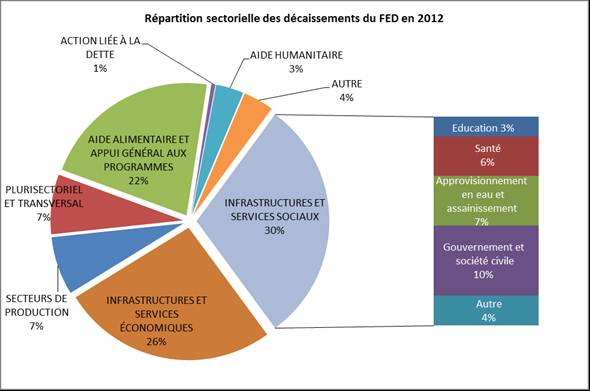 Répartition sectorielle des décaissements du FED en 2012
ACTION LIÉE À LA
DETTE
1%
AIDE HUMANITAIRE
3%
AUTRE
4%
AIDE ALIMENTAIRE ET
APPUI GÉNÉRAL AUX
PROGRAMMES
22%
PLURISECTORIEL
ET TRANSVERSAL
7%
SECTEURS DE
PRODUCTION
7%
INFRASTRUCTURES ET
SERVICES
ÉCONOMIQUES
26%
INFRASTRUCTURES ET
SERVICES SOCIAUX
30%
Education 3%
Santé
6%
Approvisionnement
en eau et
assainissement
7%
Gouvernement et
société civile
10%
Autre
4%